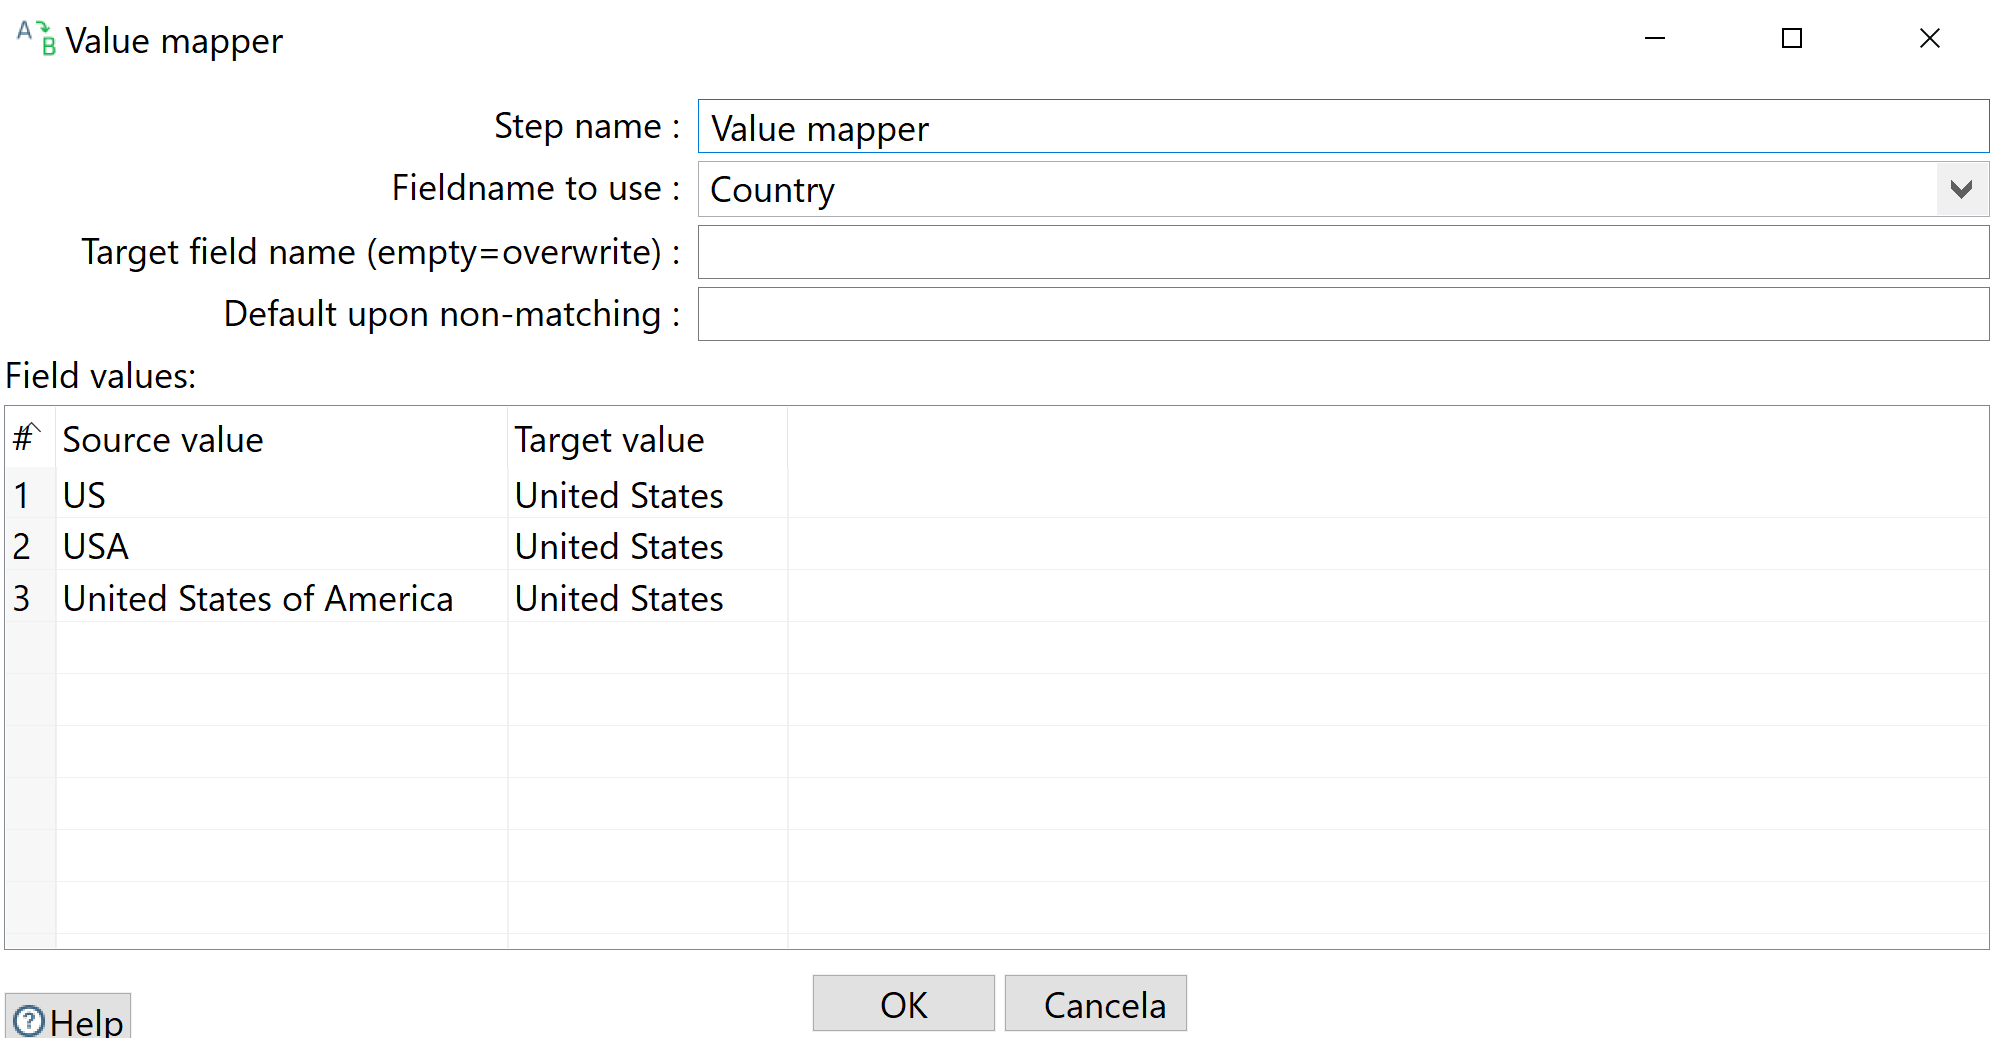 Value mapper
Step name : Value mapper
Fieldname to use : Country
Target field name (empty=overwrite) :
Default upon non-matching :
Field values:
# Source value Target value
1 US United States
2 USA United States
3 United States of America United States
OK Cancela
Help